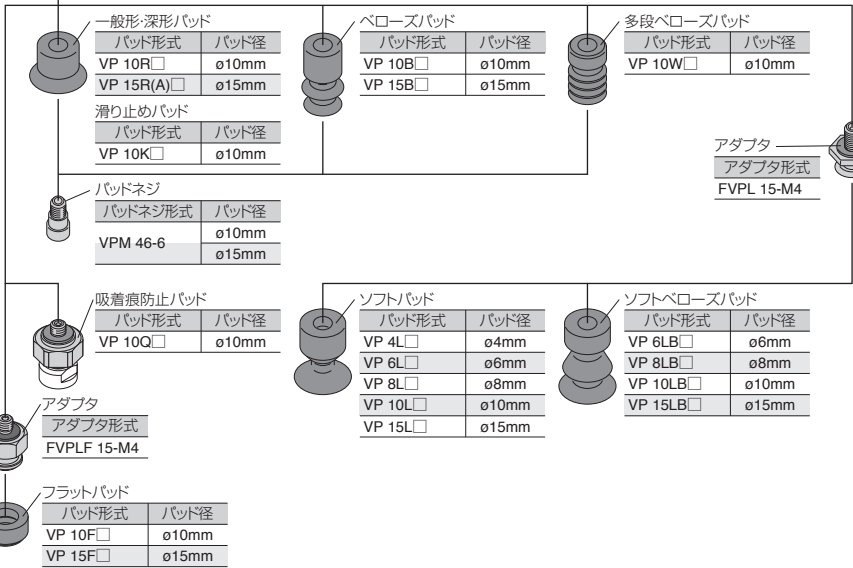 一般形・深形パッド
パッド形式 パッド径
VP 10R□ ø10mm
VP 15R(A)□ ø15mm
滑り止めパッド
パッド形式 パッド径
VP 10K□ ø10mm
ベローズパッド
パッド形式 パッド径
VP 10B□ ø10mm
VP 15B□ ø15mm
多段ベローズパッド
パッド形式 パッド径
VP 10W□ ø10mm
アダプタ
アダプタ形式
FVPL 15-M4
パッドネジ
パッドネジ形式 パッド径
VPM 46-6 ø10mm
ø15mm
吸着痕防止パッド
パッド形式 パッド径
VP 10Q□ ø10mm
ソフトパッド
パッド形式 パッド径
VP 4L□ ø4mm
VP 6L□ ø6mm
VP 8L□ ø8mm
VP 10L□ ø10mm
VP 15L□ ø15mm
ソフトベローズパッド
パッド形式 パッド径
VP 6LB□ ø6mm
VP 8LB□ ø8mm
VP 10LB□ ø10mm
VP 15LB□ ø15mm
アダプタ
アダプタ形式
FVPLF 15-M4
フラットパッド
パッド形式 パッド径
VP 10F□ ø10mm
VP 15F□ ø15mm